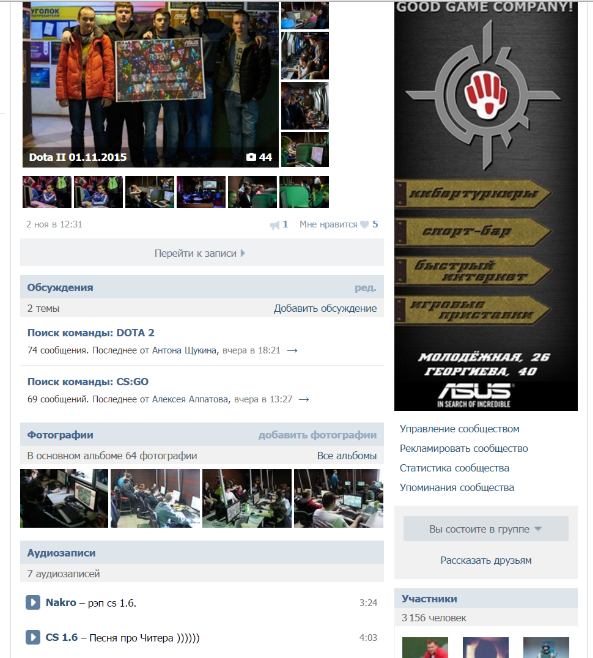 Dota II 01.11.2015
44
2 ноя в 12:31
1
Мне нравится 5
Перейти к записи
Обсуждения
ред.
2 темы
Добавить обсуждение
Поиск команды: DOTA 2
74 сообщения. Последнее от Антона Щукина, вчера в 18:21 →
Поиск команды: CS:GO
69 сообщений. Последнее от Алексея Алпатова, вчера в 13:27 →
Фотографии
добавить фотографии
В основном альбоме 64 фотографии
Все альбомы
Аудиозаписи
7 аудиозаписей
Nakro – рэп cs 1.6.
3:24
CS 1.6 – Песня про Читера ))))))
4:03
GOOD GAME COMPANY!
кибертурниры
спорт-бар
быстрый
интернет
игровые
приставки
МОЛОДЁЖНАЯ, 26
ГЕОРГИЕВА, 40
ASUS
IN SEARCH OF INCREDIBLE
Управление сообществом
Рекламировать сообщество
Статистика сообщества
Упоминания сообщества
Вы состоите в группе
Рассказать друзьям
Участники
3 156 человек